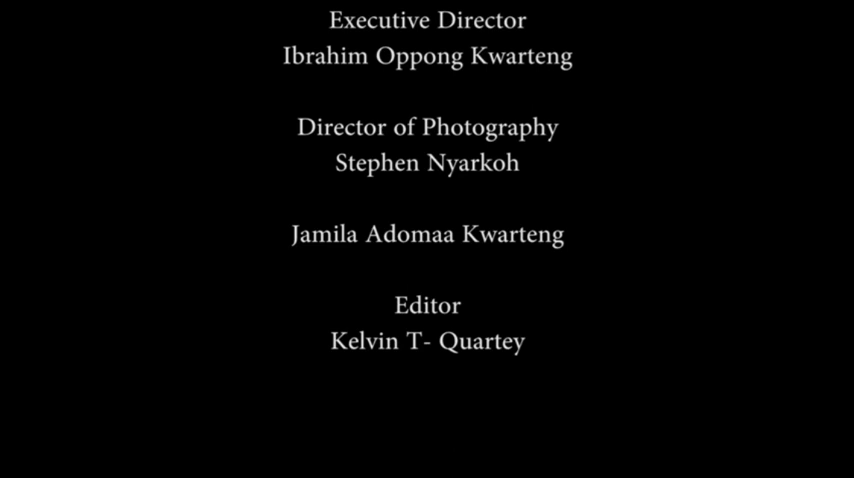 Executive Director
Ibrahim Oppong Kwarteng
Director of Photography
Stephen Nyarkoh
Jamila Adomaa Kwarteng
Editor
Kelvin T- Quartey